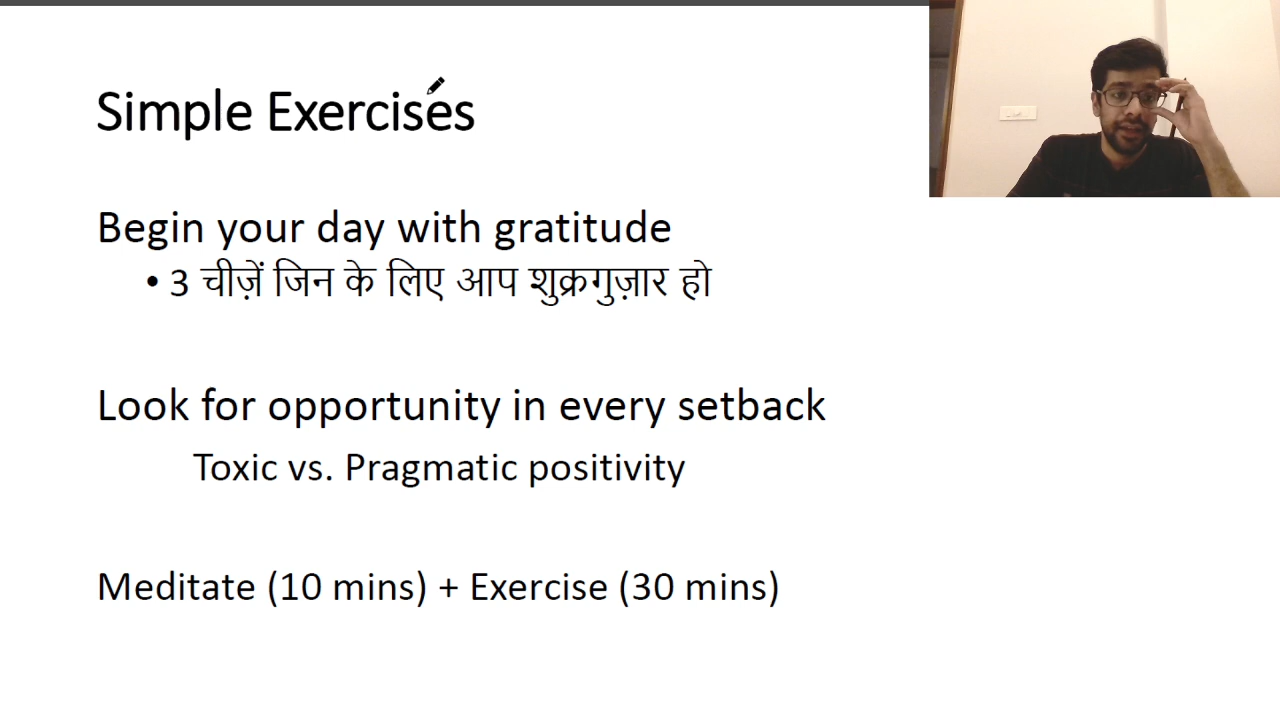 Simple Exercises
Begin your day with gratitude
• 3 चीज़ें जिन के लिए आप शुक्रगुज़ार हो
Look for opportunity in every setback
Toxic vs. Pragmatic positivity
Meditate (10 mins) + Exercise (30 mins)